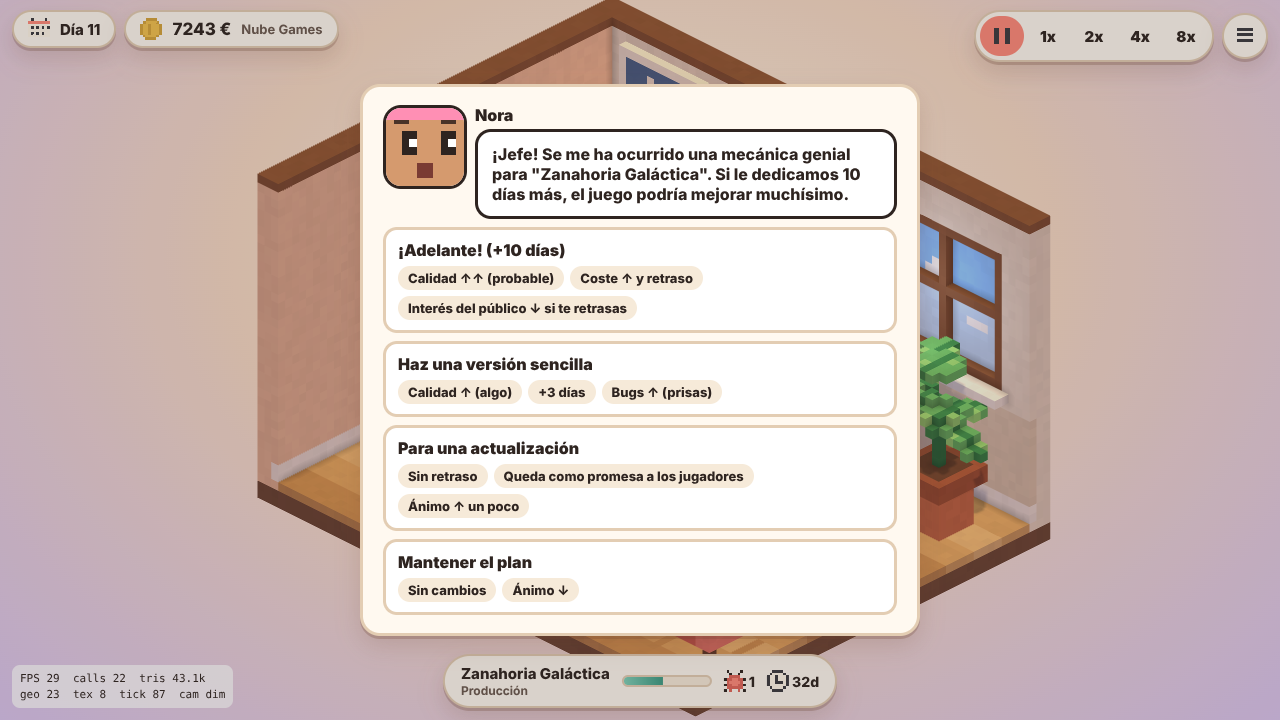 Día 11
7243 € Nube Games
1x 2x 4x 8x
Nora
¡Jefe! Se me ha ocurrido una mecánica genial
para "Zanahoria Galáctica". Si le dedicamos 10
días más, el juego podría mejorar muchísimo.
¡Adelante! (+10 días)
Calidad ↑↑ (probable) Coste ↑ y retraso
Interés del público ↓ si te retrasas
Haz una versión sencilla
Calidad ↑ (algo) +3 días Bugs ↑ (prisas)
Para una actualización
Sin retraso Queda como promesa a los jugadores
Ánimo ↑ un poco
Mantener el plan
Sin cambios Ánimo ↓
Zanahoria Galáctica
Producción
1 32d
FPS 29 calls 22 tris 43.1k
geo 23 tex 8 tick 87 cam dim